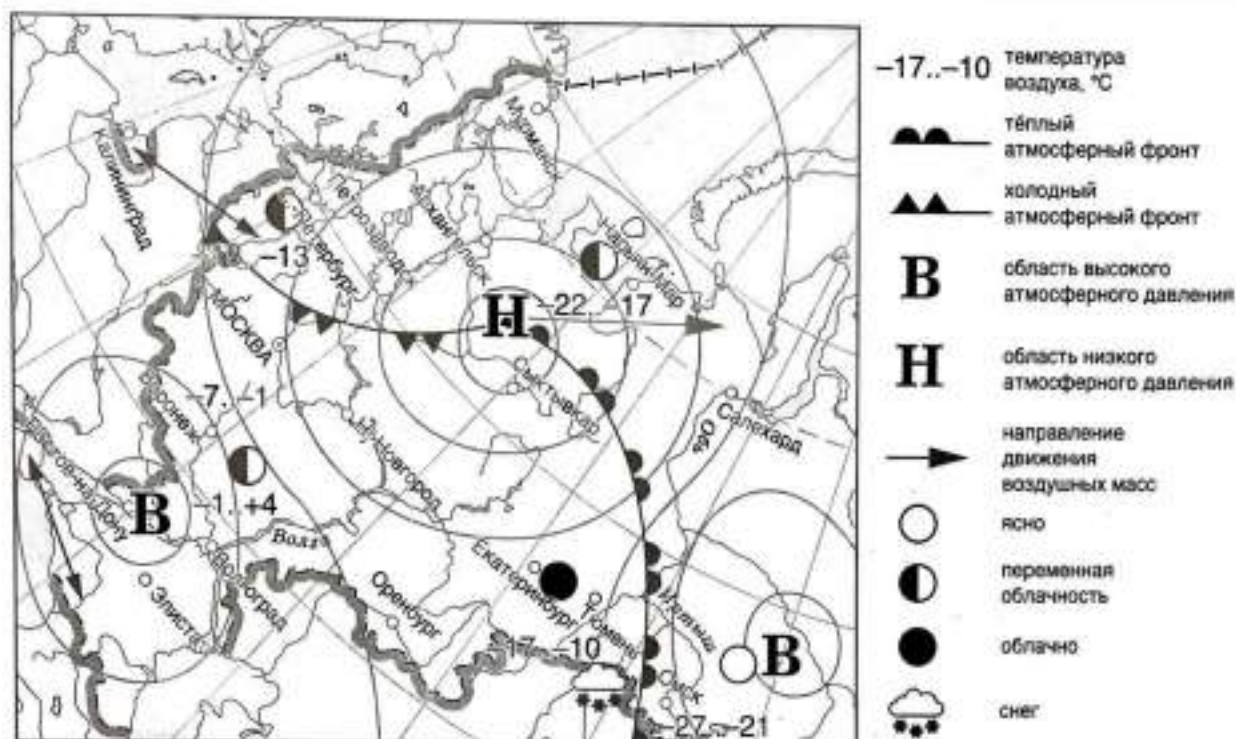 Мурманск
Калининград
С.-Петербург
Петрозаводск
Архангельск
Нарьян-Мар
–13
–22. –17
Н
МОСКВА
Сыктывкар
Салехард
Обь
–7. –1
Воронеж
Н. Новгород
Ростов-на-Дону
В
–1. +4
Волга
Волгоград
Элиста
Оренбург
Екатеринбург
Тюмень
Иртыш
–17. –10
Омск
В
–27. –21
–17..–10
температура
воздуха, °С
тёплый
атмосферный фронт
холодный
атмосферный фронт
В
область высокого
атмосферного давления
Н
область низкого
атмосферного давления
направление
движения
воздушных масс
ясно
переменная
облачность
облачно
снег